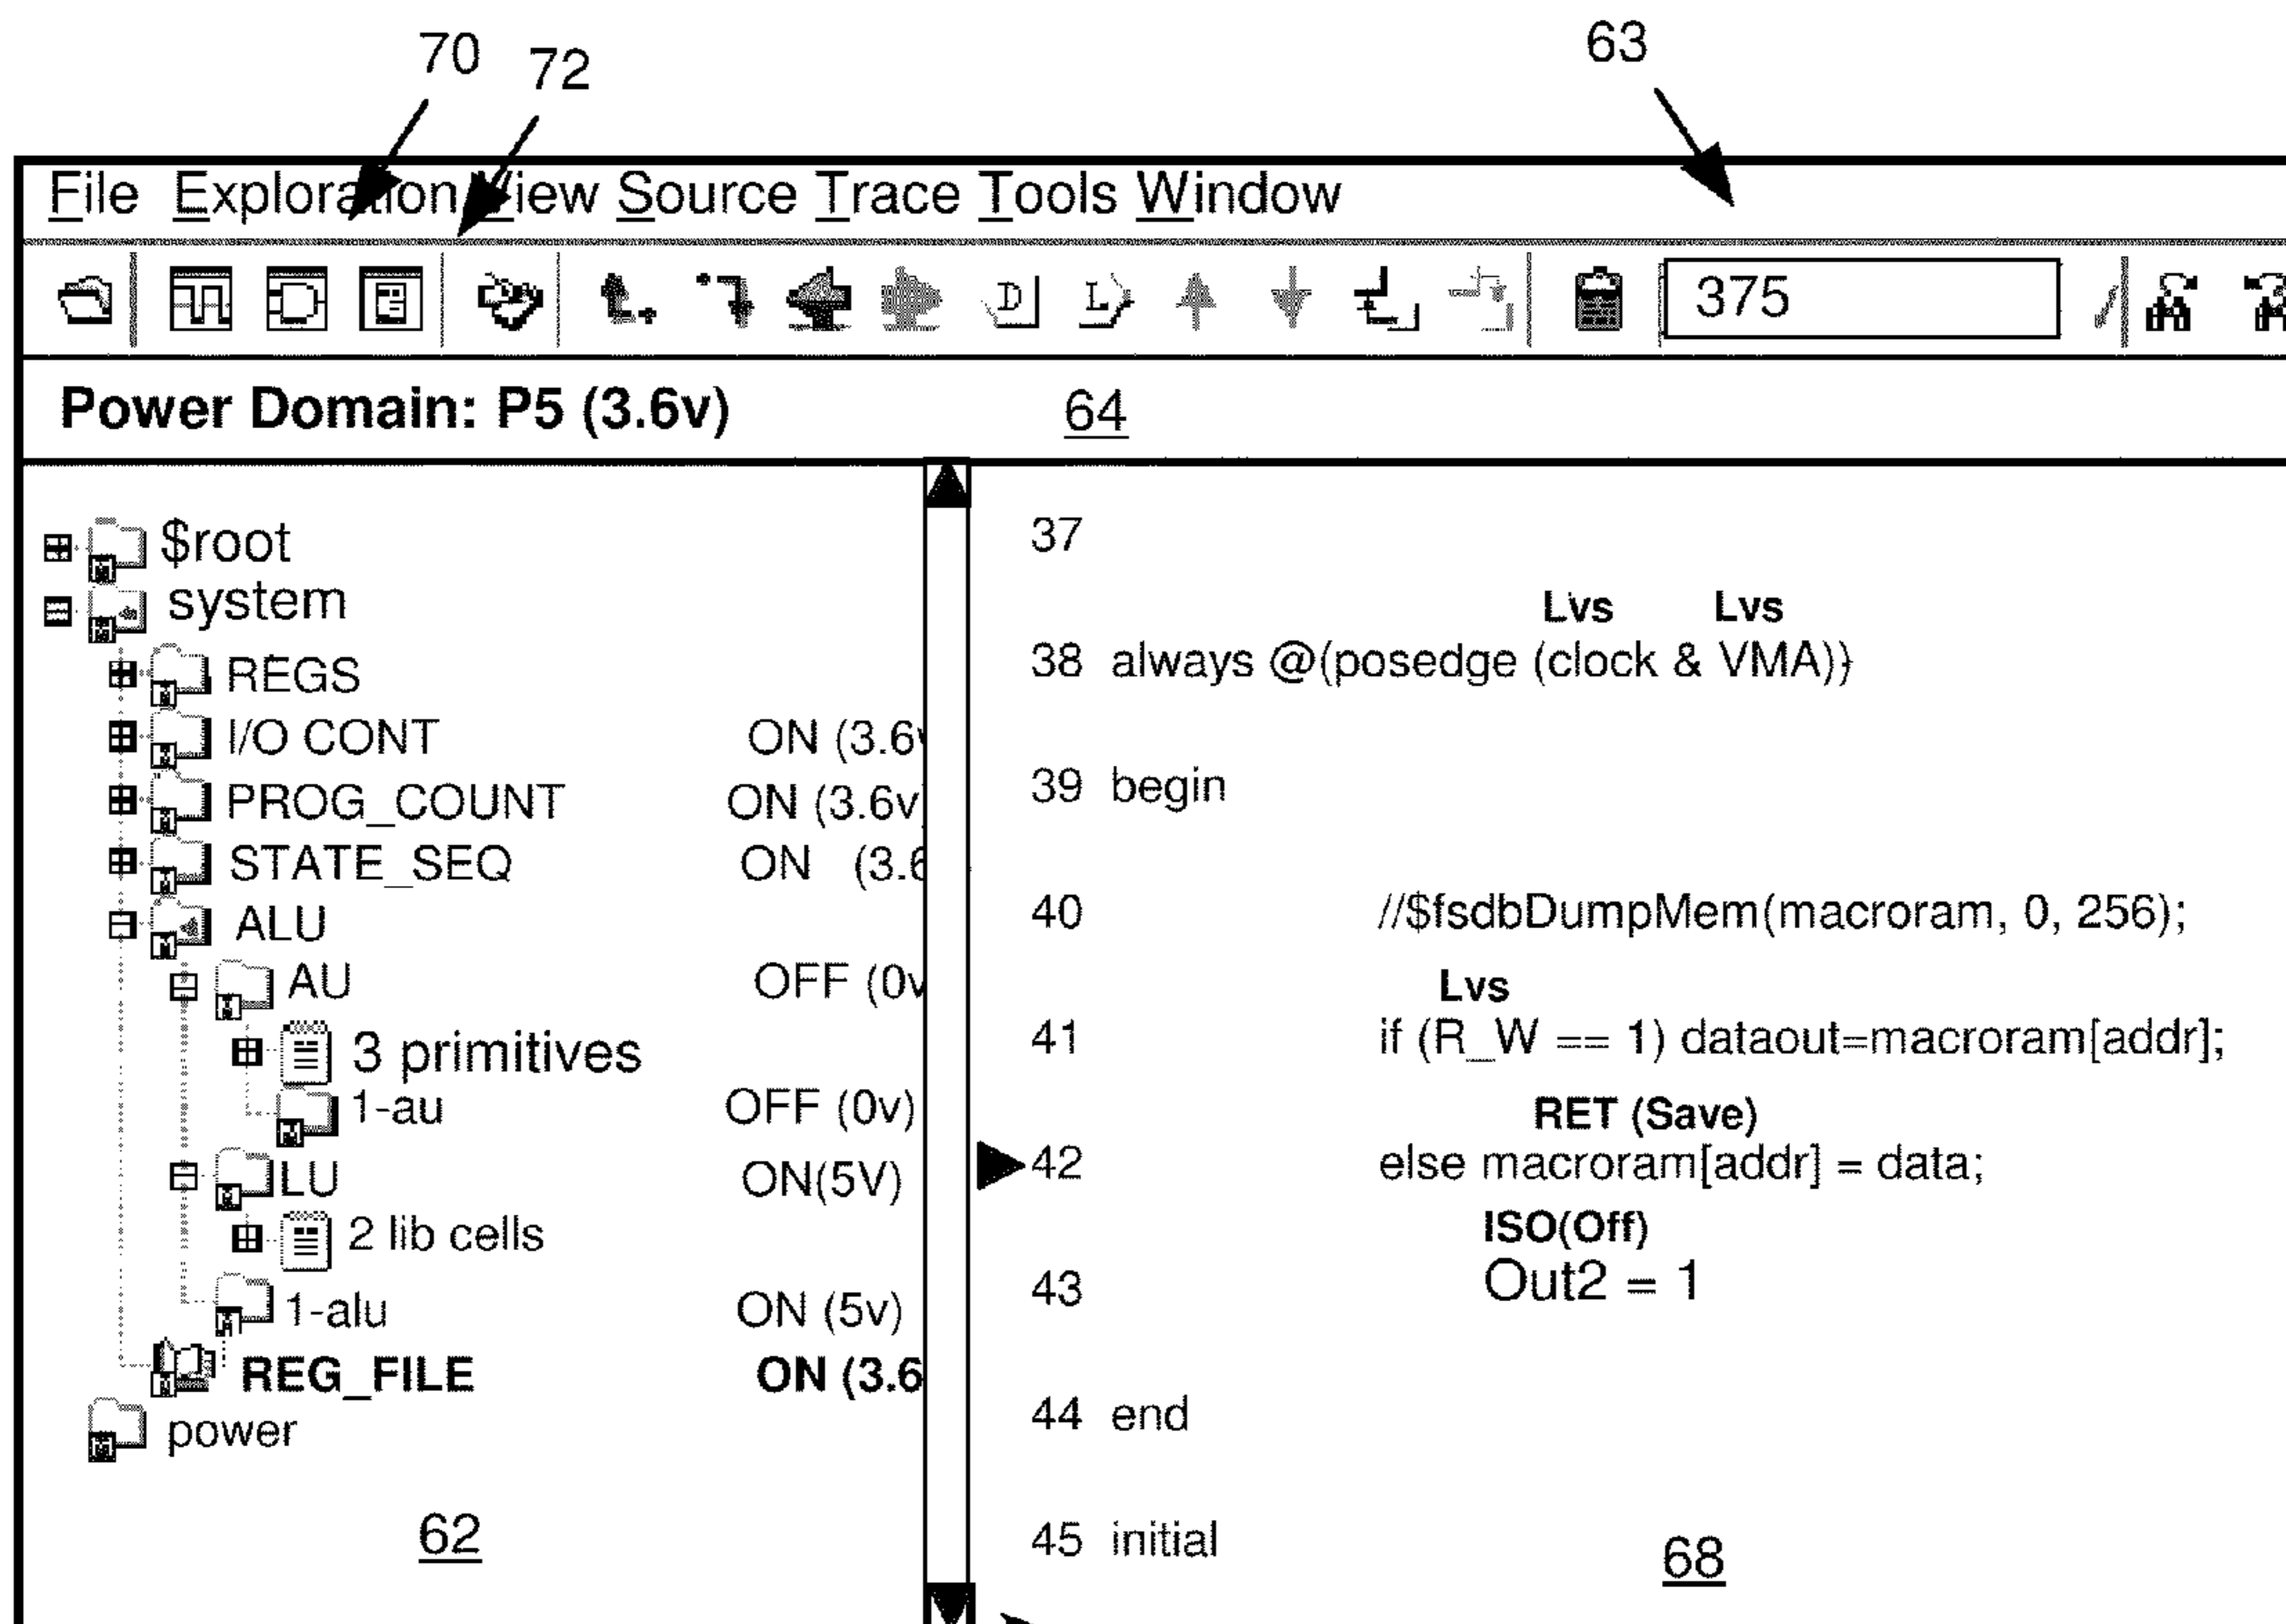 70 72 63
File Exploration View Source Trace Tools Window
D L 375
Power Domain: P5 (3.6v) 64
$root
system
REGS
I/O CONT ON (3.6v
PROG_COUNT ON (3.6v)
STATE_SEQ ON (3.6
ALU
AU OFF (0v
3 primitives
1-au OFF (0v)
LU ON(5V)
2 lib cells
1-alu ON (5v)
REG_FILE ON (3.6
power
62
37
Lvs Lvs
38 always @(posedge (clock & VMA))
39 begin
40 //$fsdbDumpMem(macroram, 0, 256);
Lvs
41 if (R_W == 1) dataout=macroram[addr];
RET (Save)
42 else macroram[addr] = data;
ISO(Off)
43 Out2 = 1
44 end
45 initial
68